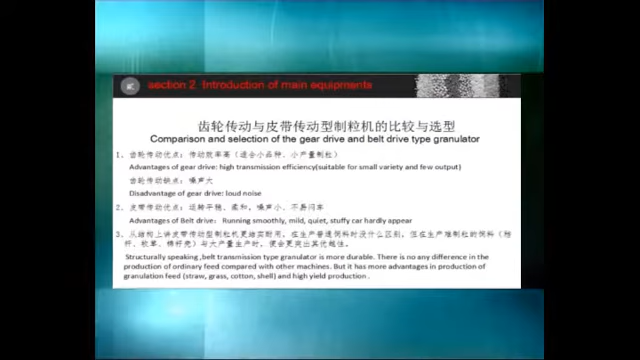 section 2 Introduction of main equipments
齿轮传动与皮带传动型制粒机的比较与选型
Comparison and selection of the gear drive and belt drive type granulator
1、齿轮传动优点：传动效率高（适合小品种、小产量制粒）
Advantages of gear drive: high transmission efficiency(suitable for small variety and few output)
齿轮传动缺点：噪声大
Disadvantage of gear drive: loud noise
2、皮带传动优点：运转平稳、柔和，噪声小、不易闷车
Advantages of Belt drive： Running smoothly, mild, quiet, stuffy car hardly appear
3、从结构上讲皮带传动型制粒机更结实耐用，在生产普通饲料时没什么区别，但在生产难制粒的饲料（秸
秆、牧草、棉籽壳）与大产量生产时，便会更突出其优越性。
Structurally speaking ,belt transmission type granulator is more durable. There is no any difference in the
production of ordinary feed compared with other machines. But it has more advantages in production of
granulation feed (straw, grass, cotton, shell) and high yield production .